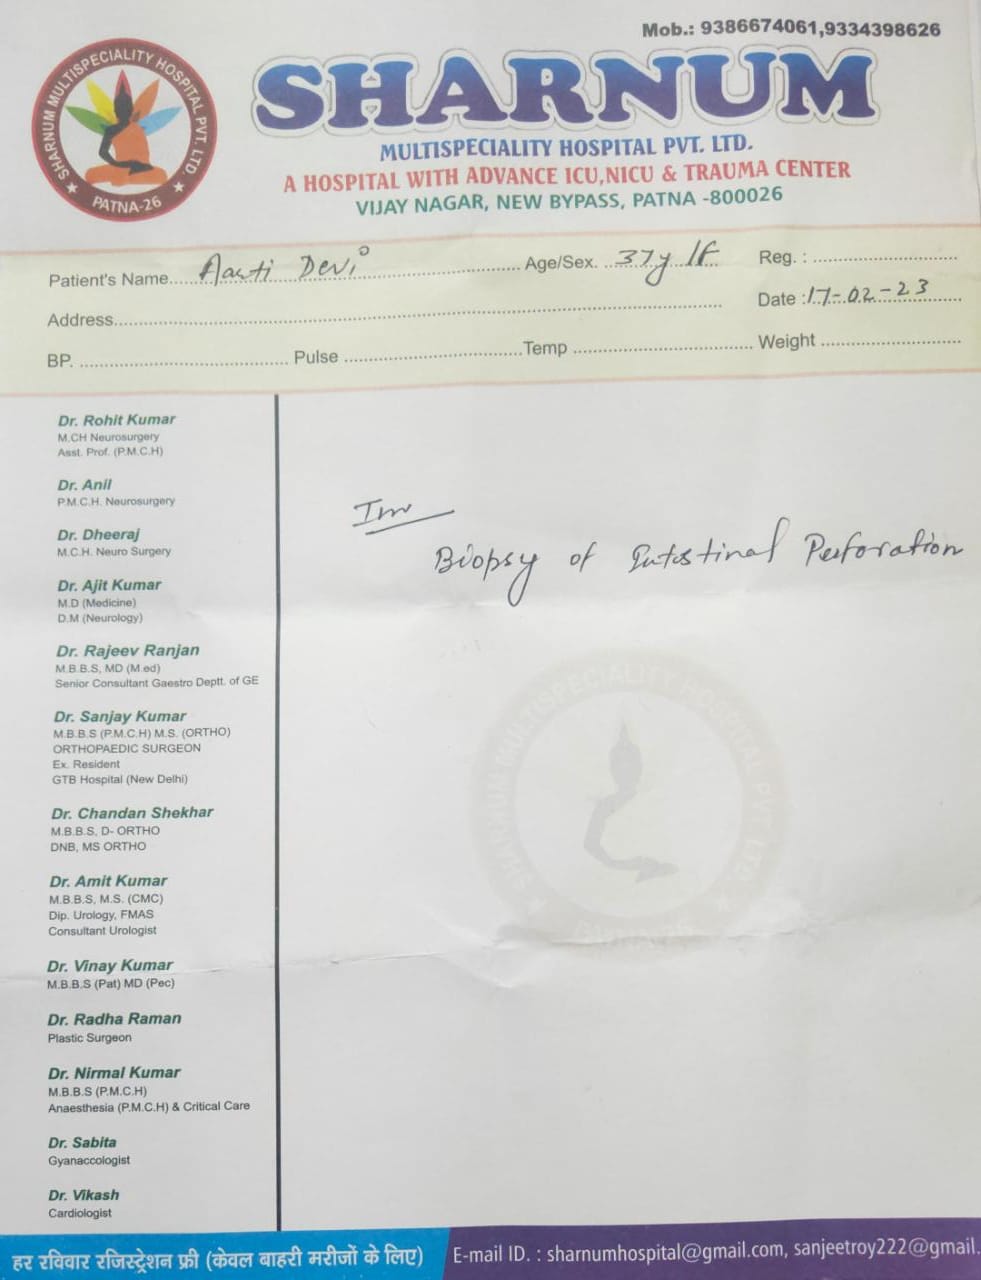 Mob.: 9386674061,9334398626
SHARNUM MULTISPECIALITY HOSPITAL PVT. LTD.
PATNA-26
SHARNUM
MULTISPECIALITY HOSPITAL PVT. LTD.
A HOSPITAL WITH ADVANCE ICU,NICU & TRAUMA CENTER
VIJAY NAGAR, NEW BYPASS, PATNA -800026
Patient's Name....Aarti Devi....Age/Sex. ..37y/F.. Reg. : ....
Address.... Date :17-02-23
BP. .... Pulse .... Temp .... Weight ....
Dr. Rohit Kumar
M.CH Neurosurgery
Asst. Prof. (P.M.C.H)
Dr. Anil
P.M.C.H. Neurosurgery
Dr. Dheeraj
M.C.H. Neuro Surgery
Dr. Ajit Kumar
M.D (Medicine)
D.M (Neurology)
Dr. Rajeev Ranjan
M.B.B.S, MD (M.ed)
Senior Consultant Gaestro Deptt. of GE
Dr. Sanjay Kumar
M.B.B.S (P.M.C.H) M.S. (ORTHO)
ORTHOPAEDIC SURGEON
Ex. Resident
GTB Hospital (New Delhi)
Dr. Chandan Shekhar
M.B.B.S, D- ORTHO
DNB, MS ORTHO
Dr. Amit Kumar
M.B.B.S, M.S. (CMC)
Dip. Urology, FMAS
Consultant Urologist
Dr. Vinay Kumar
M.B.B.S (Pat) MD (Pec)
Dr. Radha Raman
Plastic Surgeon
Dr. Nirmal Kumar
M.B.B.S (P.M.C.H)
Anaesthesia (P.M.C.H) & Critical Care
Dr. Sabita
Gyanaccologist
Dr. Vikash
Cardiologist
Biopsy of Intestinal Perforation
SHARNUM MULTISPECIALITY HOSPITAL PVT. LTD.
हर रविवार रजिस्ट्रेशन फ्री (केवल बाहरी मरीजों के लिए)
E-mail ID. : sharnumhospital@gmail.com, sanjeetroy222@gmail.